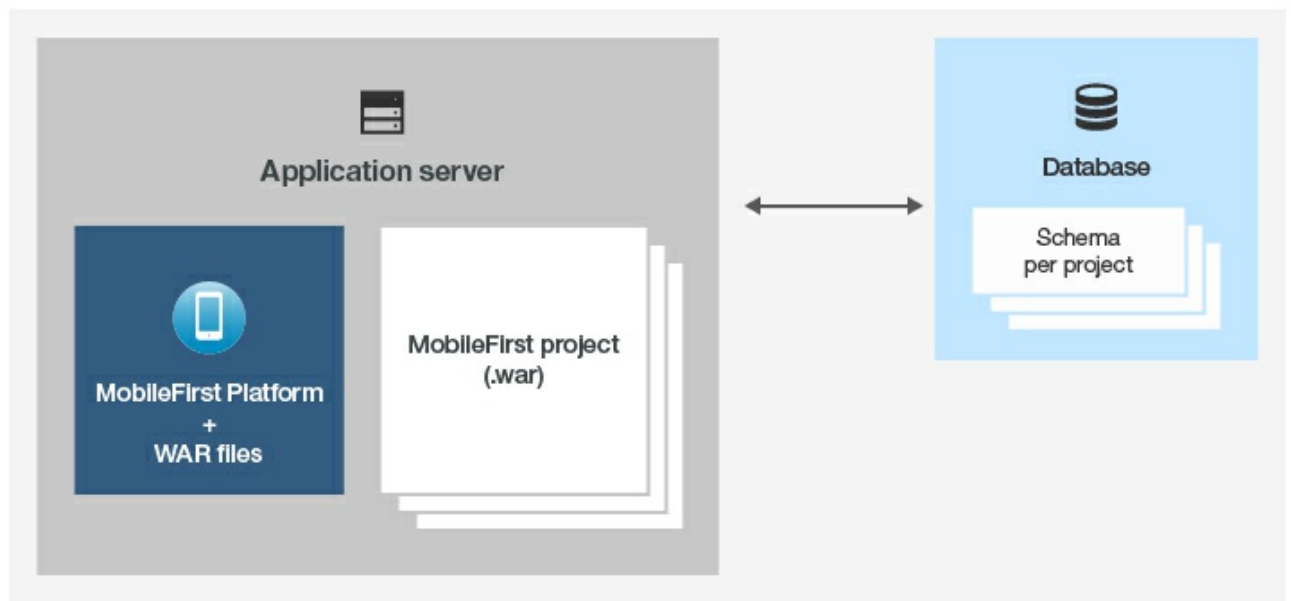 Application server
MobileFirst Platform
+
WAR files
MobileFirst project
(.war)
Database
Schema
per project